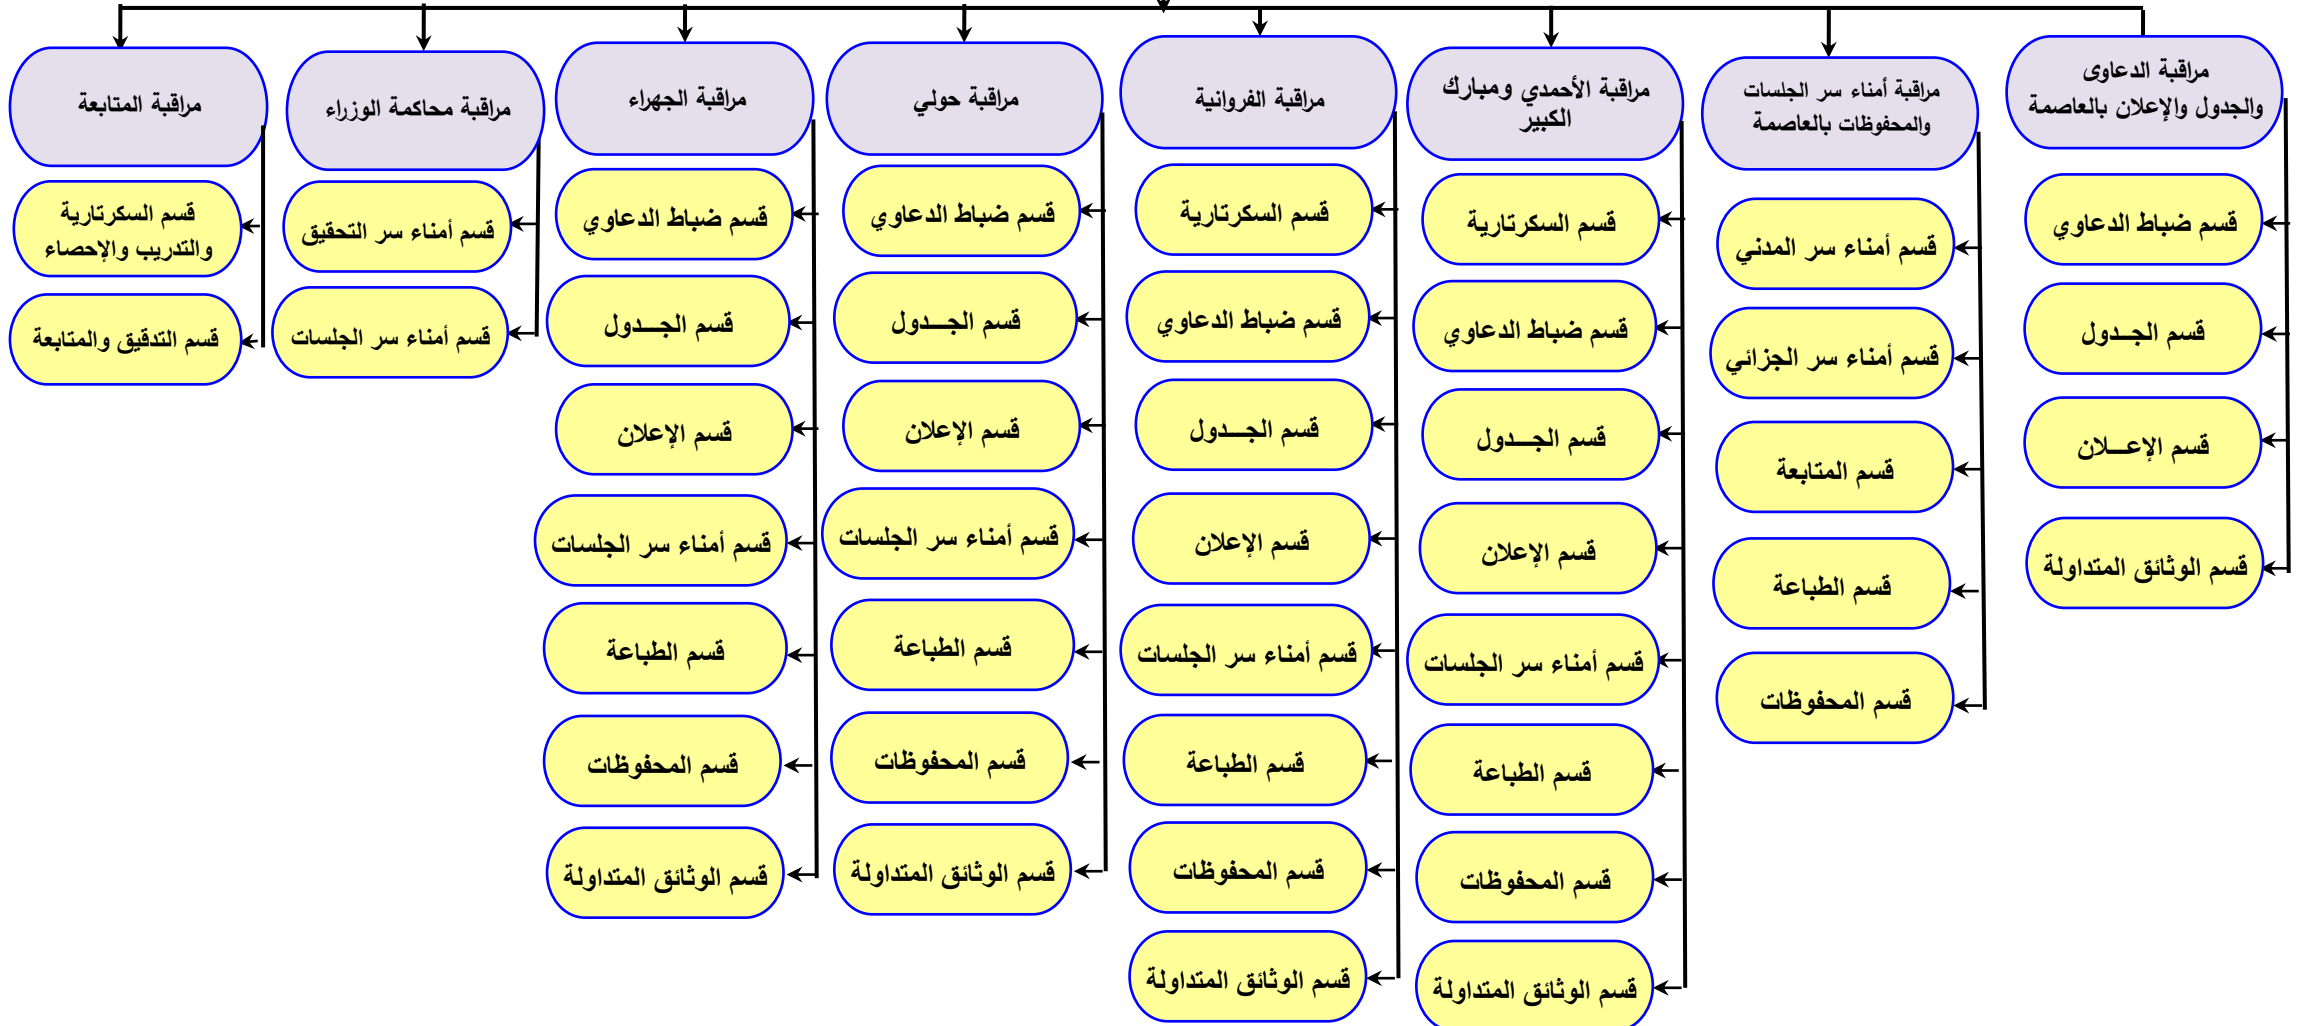 مراقبة الدعاوى
والجدول والإعلان بالعاصمة
قسم ضباط الدعاوي
قسم الجــدول
قسم الإعـــلان
قسم الوثائق المتداولة
مراقبة أمناء سر الجلسات
والمحفوظات بالعاصمة
قسم أمناء سر المدني
قسم أمناء سر الجزائي
قسم المتابعة
قسم الطباعة
قسم المحفوظات
مراقبة الأحمدي ومبارك
الكبير
قسم السكرتارية
قسم ضباط الدعاوي
قسم الجـــدول
قسم الإعلان
قسم أمناء سر الجلسات
قسم الطباعة
قسم المحفوظات
قسم الوثائق المتداولة
مراقبة الفروانية
قسم السكرتارية
قسم ضباط الدعاوي
قسم الجـــدول
قسم الإعلان
قسم أمناء سر الجلسات
قسم الطباعة
قسم المحفوظات
قسم الوثائق المتداولة
مراقبة حولي
قسم ضباط الدعاوي
قسم الجـــدول
قسم الإعلان
قسم أمناء سر الجلسات
قسم الطباعة
قسم المحفوظات
قسم الوثائق المتداولة
مراقبة الجهراء
قسم ضباط الدعاوي
قسم الجـــدول
قسم الإعلان
قسم أمناء سر الجلسات
قسم الطباعة
قسم المحفوظات
قسم الوثائق المتداولة
مراقبة محاكمة الوزراء
قسم أمناء سر التحقيق
قسم أمناء سر الجلسات
مراقبة المتابعة
قسم السكرتارية
والتدريب والإحصاء
قسم التدقيق والمتابعة